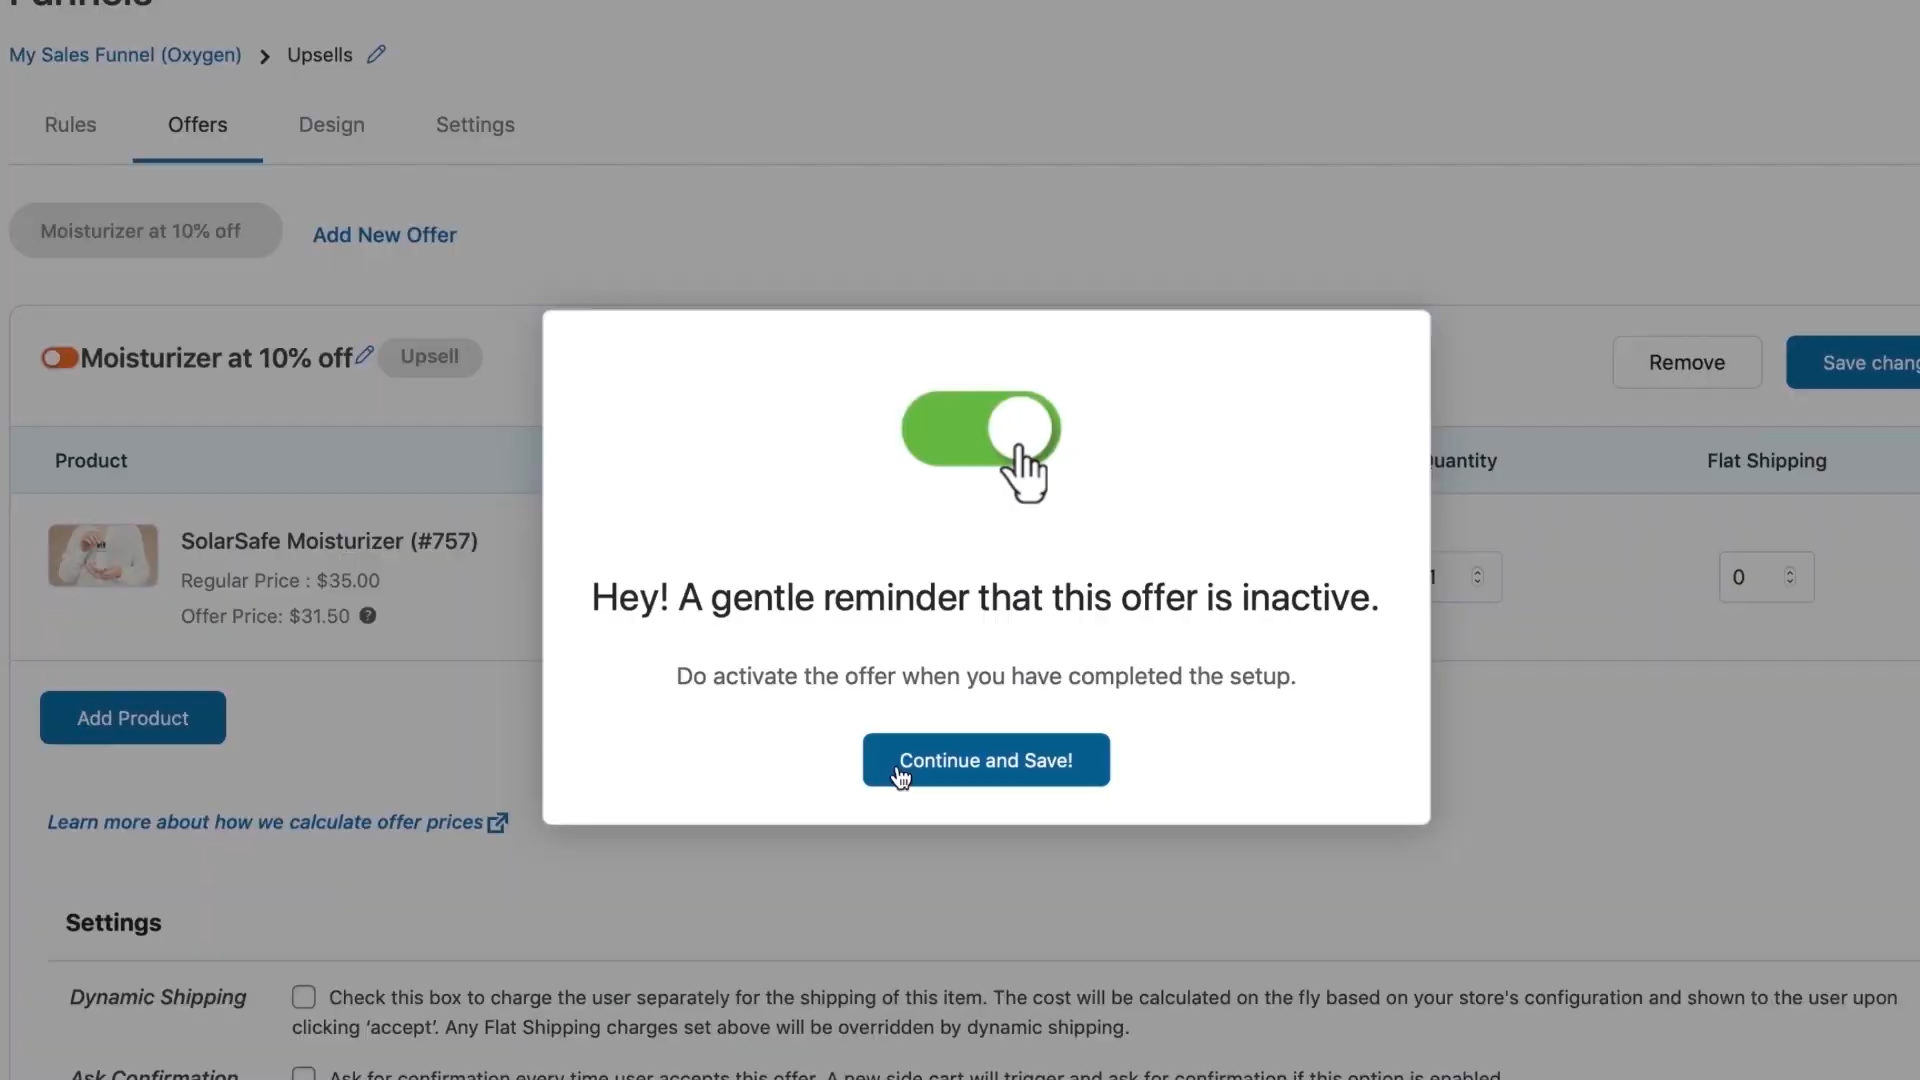 Funnels
My Sales Funnel (Oxygen) Upsells
Rules Offers Design Settings
Moisturizer at 10% off Add New Offer
Moisturizer at 10% off Upsell
Remove Save chang
Product
uantity Flat Shipping
SolarSafe Moisturizer (#757)
Regular Price : $35.00
Offer Price: $31.50
1 0
Hey! A gentle reminder that this offer is inactive.
Do activate the offer when you have completed the setup.
Continue and Save!
Add Product
Learn more about how we calculate offer prices
Settings
Dynamic Shipping Check this box to charge the user separately for the shipping of this item. The cost will be calculated on the fly based on your store's configuration and shown to the user upon
clicking ‘accept’. Any Flat Shipping charges set above will be overridden by dynamic shipping.
Ask Confirmation Ask for confirmation every time user accepts this offer. A new side cart will trigger and ask for confirmation if this option is enabled.